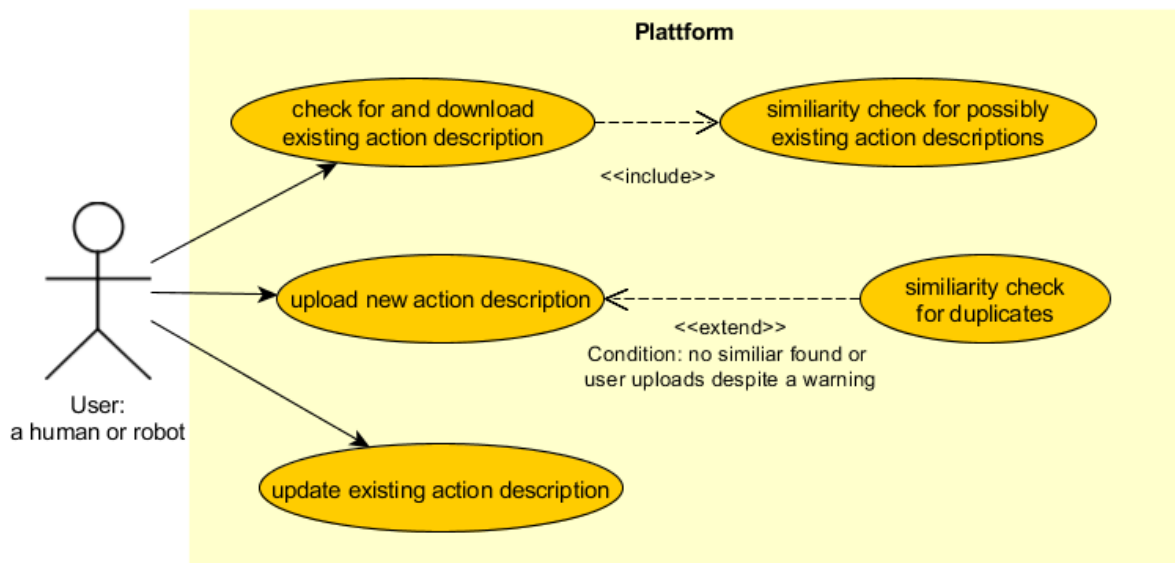 Plattform
check for and download
existing action description
similiarity check for possibly
existing action descriptions
<<include>>
upload new action description
similiarity check
for duplicates
<<extend>>
Condition: no similiar found or
user uploads despite a warning
User:
a human or robot
update existing action description